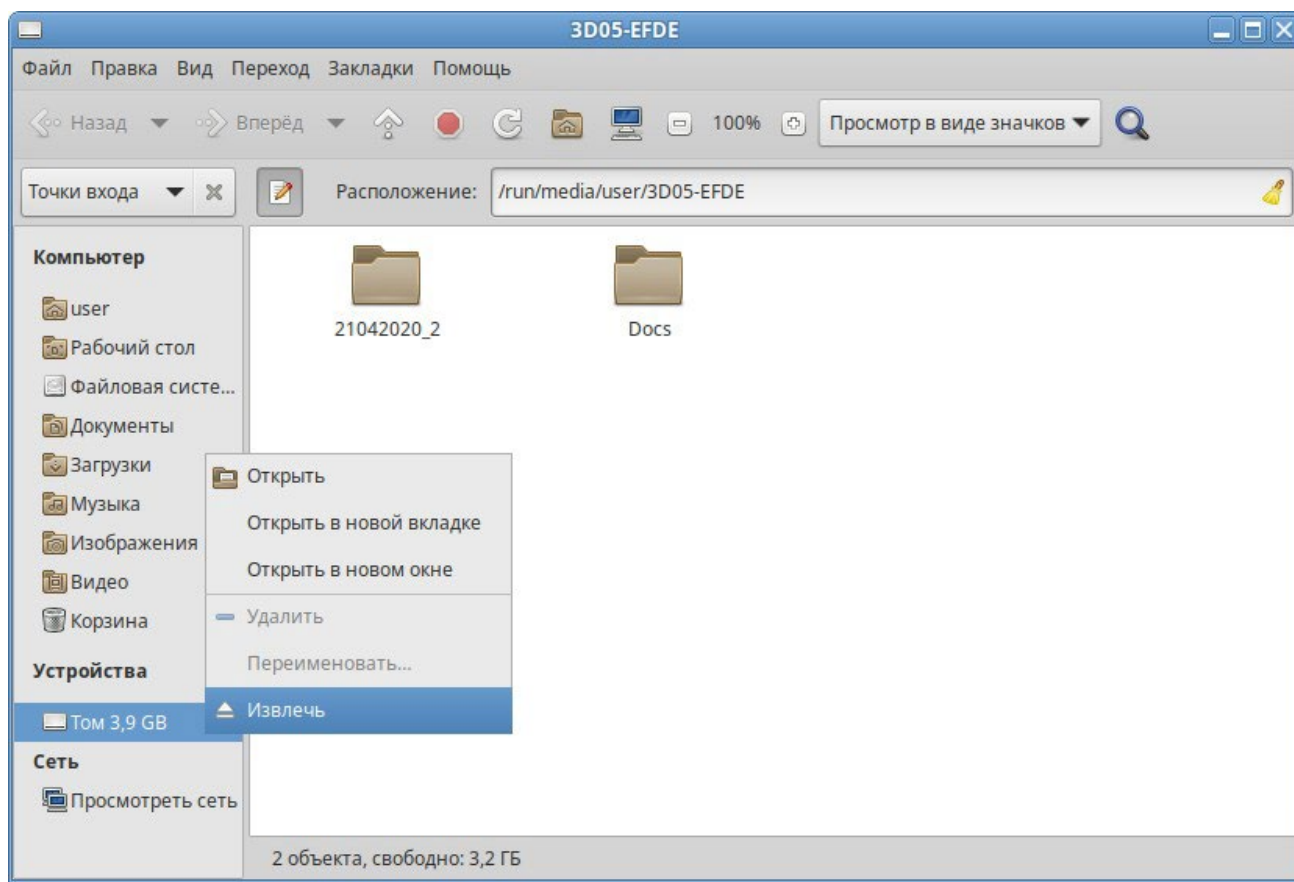 3D05-EFDE
Файл Правка Вид Переход Закладки Помощь
Назад Вперёд 100% Просмотр в виде значков
Точки входа Расположение: /run/media/user/3D05-EFDE
Компьютер
user
Рабочий стол
Файловая систе...
Документы
Загрузки
Музыка
Изображения
Видео
Корзина
Устройства
Том 3,9 GB
Сеть
Просмотреть сеть
21042020_2 Docs
Открыть
Открыть в новой вкладке
Открыть в новом окне
Удалить
Переименовать...
Извлечь
2 объекта, свободно: 3,2 ГБ